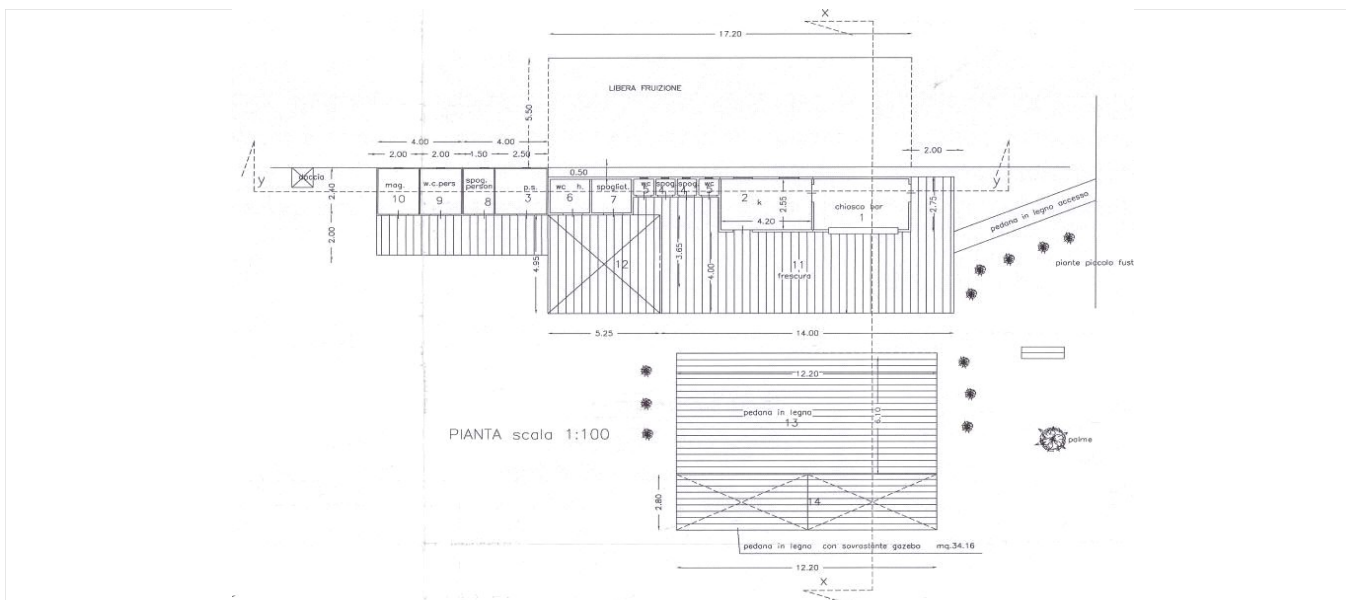 x
17.20
LIBERA FRUIZIONE
5.50
4.00 4.00
2.00 2.00 1.50 2.50
2.00
0.50
y
doccia
2.40
mag.
10
w.c.pers
9
spog.
person
8
p.s.
3
wc h.
6
spogliat.
7
wc
5
spog.
4
spog.
4
wc
5
2
k
4.20
2.55
chiosco bar
1
2.75
y
pedana in legno accesso
2.00
4.95
12
3.65
4.00
11
frescura
piante piccolo fust
5.25
14.00
12.20
pedana in legno
13
6.10
PIANTA scala 1:100
palme
2.80
14
pedana in legno con sovrastante gazebo mq.34.16
12.20
x